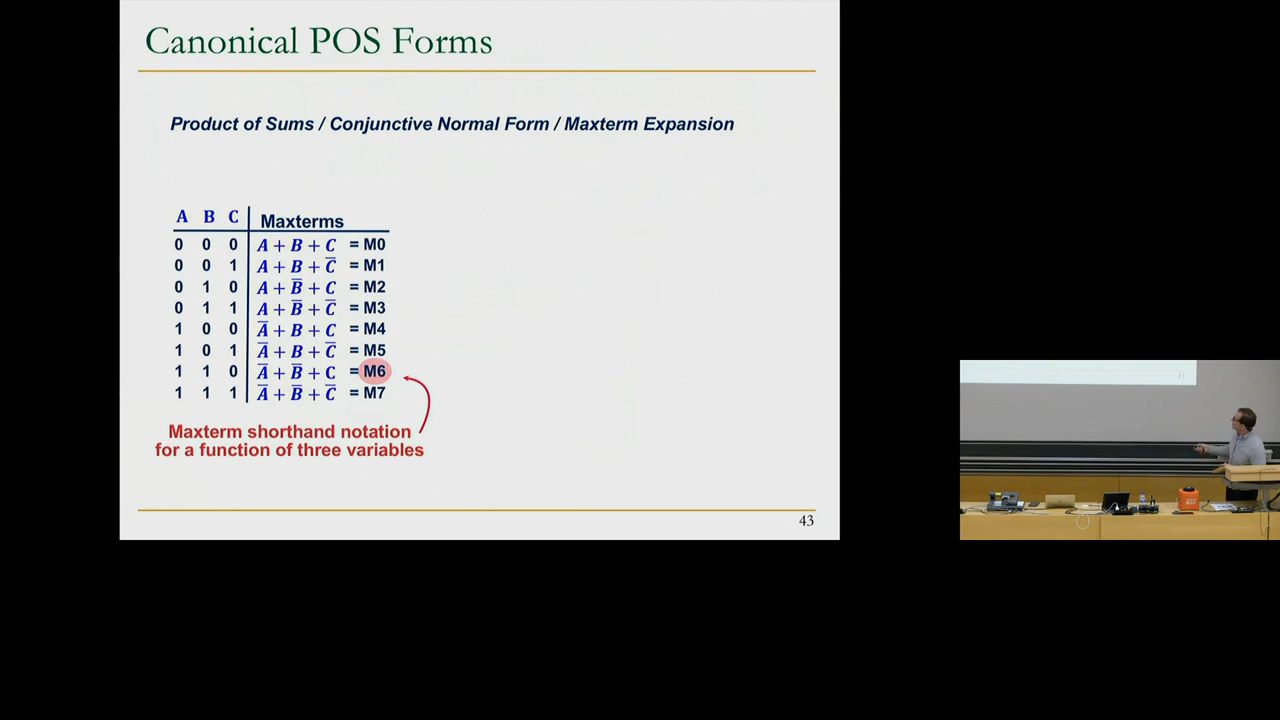 Canonical POS Forms
Product of Sums / Conjunctive Normal Form / Maxterm Expansion
A B C Maxterms
0 0 0 A + B + C = M0
0 0 1 A + B + C̅ = M1
0 1 0 A + B̅ + C = M2
0 1 1 A + B̅ + C̅ = M3
1 0 0 A̅ + B + C = M4
1 0 1 A̅ + B + C̅ = M5
1 1 0 A̅ + B̅ + C = M6
1 1 1 A̅ + B̅ + C̅ = M7
Maxterm shorthand notation
for a function of three variables
43